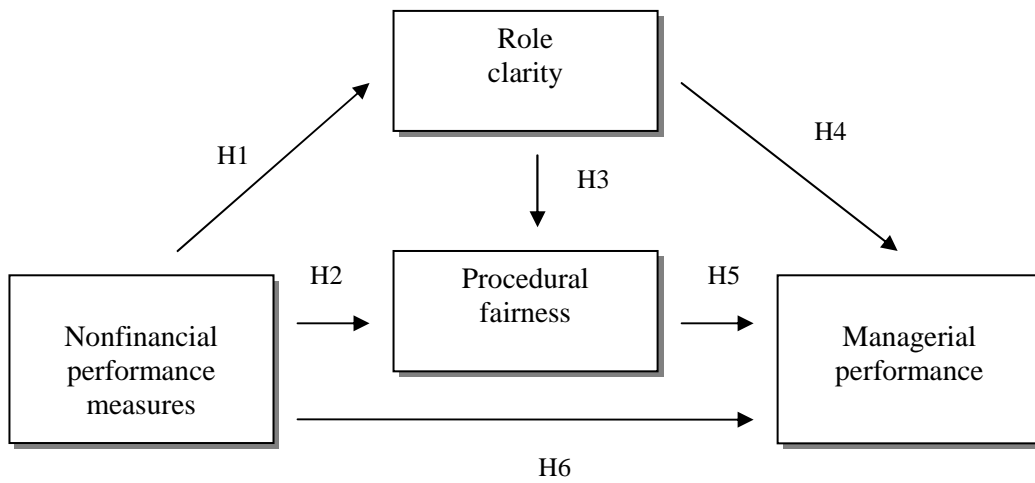 Role
clarity
H1
H4
H3
H2
Procedural
fairness
H5
Nonfinancial
performance
measures
Managerial
performance
H6